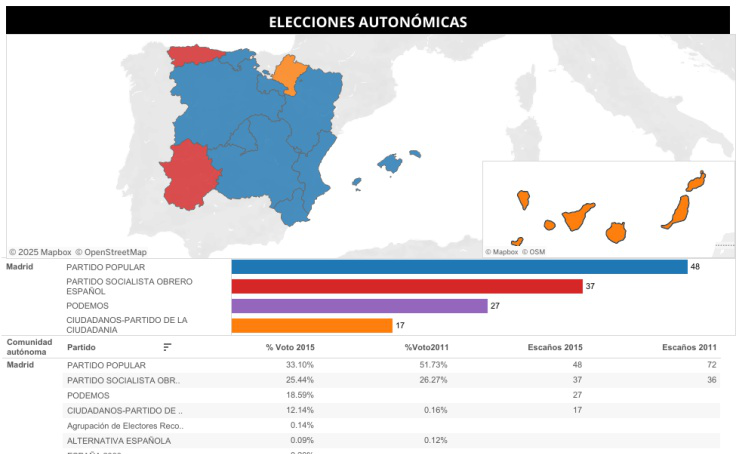 ELECCIONES AUTONÓMICAS
© 2025 Mapbox © OpenStreetMap
© Mapbox © OSM
Madrid PARTIDO POPULAR 48
PARTIDO SOCIALISTA OBRERO
ESPAÑOL 37
PODEMOS 27
CIUDADANOS-PARTIDO DE LA
CIUDADANIA 17
Comunidad
autónoma Partido % Voto 2015 %Voto2011 Escaños 2015 Escaños 2011
Madrid PARTIDO POPULAR 33.10% 51.73% 48 72
PARTIDO SOCIALISTA OBR.. 25.44% 26.27% 37 36
PODEMOS 18.59% 27
CIUDADANOS-PARTIDO DE .. 12.14% 0.16% 17
Agrupación de Electores Reco.. 0.14%
ALTERNATIVA ESPAÑOLA 0.09% 0.12%